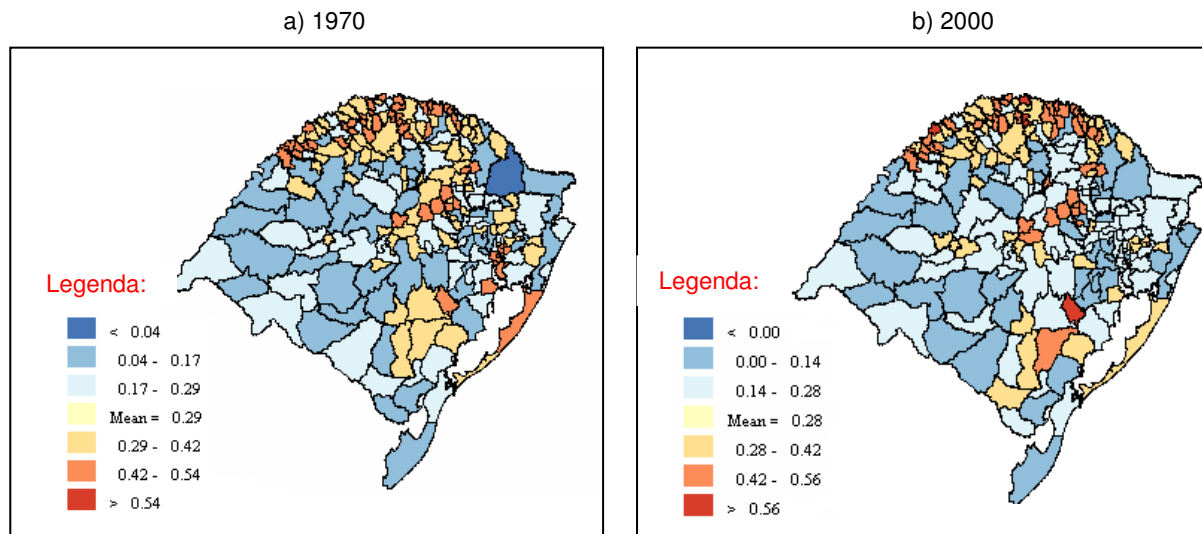 a) 1970
Legenda:
< 0.04
0.04 - 0.17
0.17 - 0.29
Mean = 0.29
0.29 - 0.42
0.42 - 0.54
> 0.54
b) 2000
Legenda:
< 0.00
0.00 - 0.14
0.14 - 0.28
Mean = 0.28
0.28 - 0.42
0.42 - 0.56
> 0.56